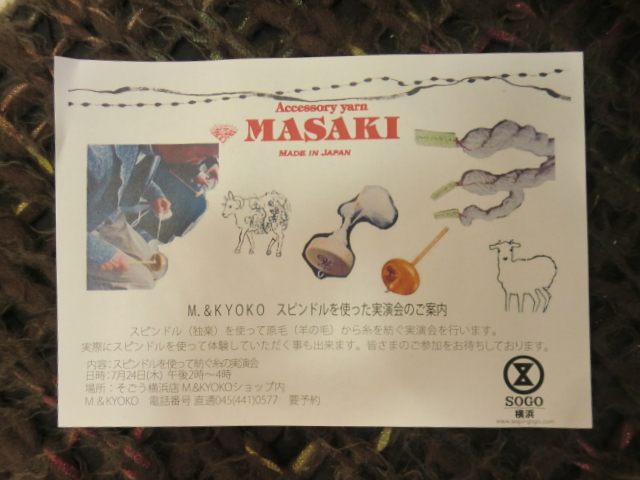 Accessory yarn
MASAKI
MADE IN JAPAN
M.&KYOKO スピンドルを使った実演会のご案内
スピンドル（独楽）を使って原毛（羊の毛）から糸を紡ぐ実演会を行います。
実際にスピンドルを使って体験していただく事も出来ます。皆さまのご参加をお待ちしております。
内容：スピンドルを使って紡ぐ糸の実演会
日時：7月24日(木) 午後2時～4時
場所：そごう横浜店 M.&KYOKOショップ内
M.&KYOKO 電話番号 直通045(441)0577 要予約
SOGO
横浜
www.sogo-gogo.com